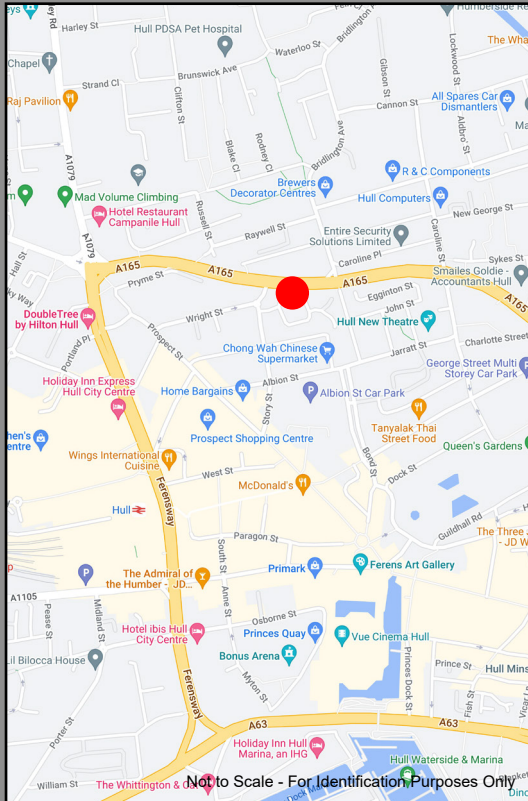 Humberside
Harley St
Hull PDSA Pet Hospital
Waterloo St
Bridlington A
The Wha
Chapel
Strand Cl
Brunswick Ave
Gibson St
Lockwood St
Raj Pavilion
Clifton St
Cannon St
All Spares Car
Dismantlers
A1079
Blake Cl
Rodney Cl
Bridlington Ave
Aldbro' St
Brewers
Decorator Centres
R & C Components
Hull Computers
Mad Volume Climbing
Hotel Restaurant
Campanile Hull
Russell St
Raywell St
Entire Security
Solutions Limited
New George St
Caroline St
Caroline Pl
Sykes St
A1079
Hall St
A165
A165
A165
Smailes Goldie -
Accountants Hull
A165
Pryme St
Egginton St
John St
DoubleTree
by Hilton Hull
Wright St
Hull New Theatre
Portland Pl
Prospect St
Chong Wah Chinese
Supermarket
Jarratt St
Charlotte Street
George Street Multi
Storey Car Park
Holiday Inn Express
Hull City Centre
Home Bargains
Albion St
Albion St Car Park
Story St
Prospect Shopping Centre
Tanyalak Thai
Street Food
Queen's Gardens
Wings International
Cuisine
West St
Bond St
Dock St
McDonald's
Ferensway
Hull
Guildhall Rd
Paragon St
The Three
- JD W
South St
Primark
Ferens Art Gallery
The Admiral of
the Humber - JD...
A1105
Pease St
Midland St
Anne St
Osborne St
Hotel ibis Hull
City Centre
Princes Quay
Vue Cinema Hull
Bonus Arena
Lil Bilocca House
Princes Dock St
Prince St
Hull Mins
Myton St
Fish St
Ferensway
Porter St
A63
A63
Holiday Inn Hull
Marina, an IHG
Hull Waterside & Marina
William St
The Whittington & Cat
Not to Scale - For Identification Purposes Only